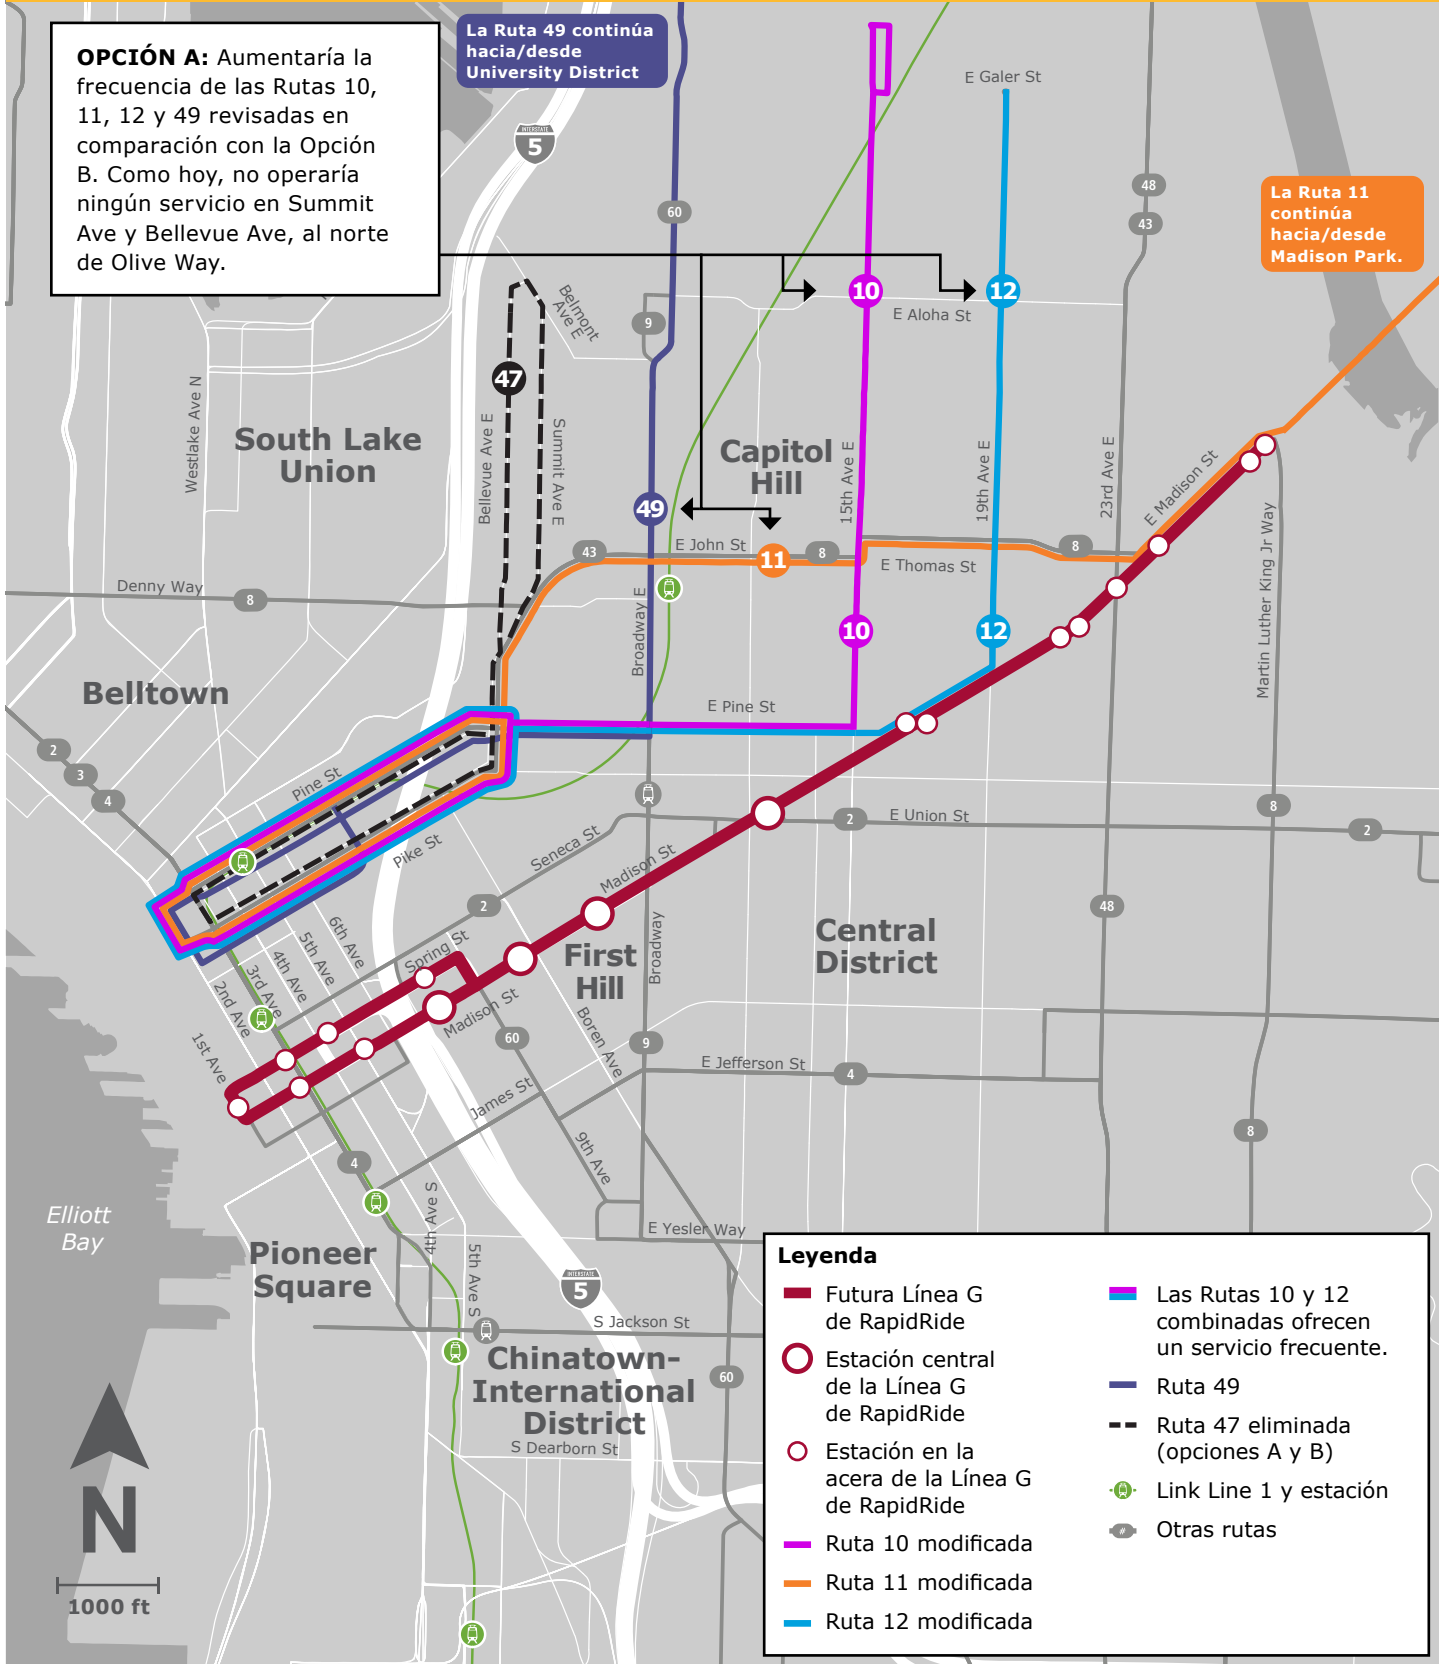 OPCIÓN A: Aumentaría la
frecuencia de las Rutas 10,
11, 12 y 49 revisadas en
comparación con la Opción
B. Como hoy, no operaría
ningún servicio en Summit
Ave y Bellevue Ave, al norte
de Olive Way.
La Ruta 49 continúa
hacia/desde
University District
La Ruta 11
continúa
hacia/desde
Madison Park.
INTERSTATE
5
E Galer St
48
43
60
10
12
E Aloha St
9
Belmont
Ave E
47
Westlake Ave N
South Lake
Union
Bellevue Ave E
Summit Ave E
Capitol
Hill
15th Ave E
19th Ave E
23rd Ave E
E Madison St
Martin Luther King Jr Way
49
43
E John St
11
8
8
E Thomas St
Denny Way
8
Broadway E
10
12
Belltown
E Pine St
2
3
4
Pine St
Pike St
Seneca St
Madison St
2
E Union St
8
2
2
48
6th Ave
5th Ave
4th Ave
3rd Ave
2nd Ave
1st Ave
Spring St
Madison St
First
Hill
Broadway
Central
District
Boren Ave
60
9
E Jefferson St
4
James St
8
9th Ave
4
Elliott
Bay
Pioneer
Square
4th Ave S
5th Ave S
E Yesler Way
INTERSTATE
5
S Jackson St
Chinatown-
International
District
60
S Dearborn St
N
1000 ft
Leyenda
Futura Línea G
de RapidRide
Estación central
de la Línea G
de RapidRide
Estación en la
acera de la Línea G
de RapidRide
Ruta 10 modificada
Ruta 11 modificada
Ruta 12 modificada
Las Rutas 10 y 12
combinadas ofrecen
un servicio frecuente.
Ruta 49
Ruta 47 eliminada
(opciones A y B)
Link Line 1 y estación
#
Otras rutas